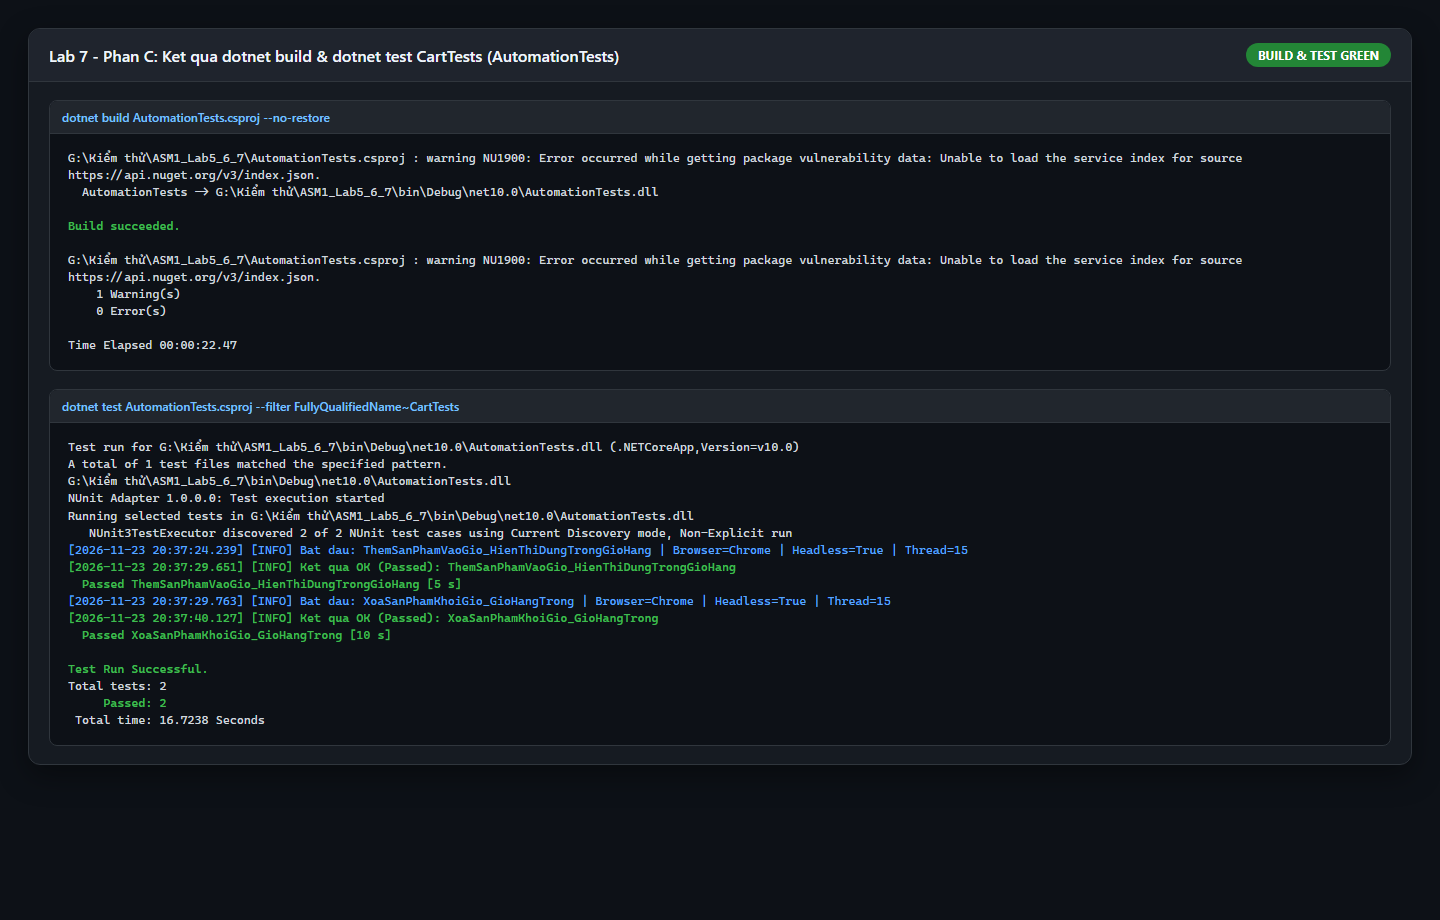 Lab 7 - Phan C: Ket qua dotnet build & dotnet test CartTests (AutomationTests)
BUILD & TEST GREEN
dotnet build AutomationTests.csproj --no-restore
G:\Kiểm thử\ASM1_Lab5_6_7\AutomationTests.csproj : warning NU1900: Error occurred while getting package vulnerability data: Unable to load the service index for source
https://api.nuget.org/v3/index.json.
AutomationTests -> G:\Kiểm thử\ASM1_Lab5_6_7\bin\Debug\net10.0\AutomationTests.dll
Build succeeded.
G:\Kiểm thử\ASM1_Lab5_6_7\AutomationTests.csproj : warning NU1900: Error occurred while getting package vulnerability data: Unable to load the service index for source
https://api.nuget.org/v3/index.json.
1 Warning(s)
0 Error(s)
Time Elapsed 00:00:22.47
dotnet test AutomationTests.csproj --filter FullyQualifiedName~CartTests
Test run for G:\Kiểm thử\ASM1_Lab5_6_7\bin\Debug\net10.0\AutomationTests.dll (.NETCoreApp,Version=v10.0)
A total of 1 test files matched the specified pattern.
G:\Kiểm thử\ASM1_Lab5_6_7\bin\Debug\net10.0\AutomationTests.dll
NUnit Adapter 1.0.0.0: Test execution started
Running selected tests in G:\Kiểm thử\ASM1_Lab5_6_7\bin\Debug\net10.0\AutomationTests.dll
NUnit3TestExecutor discovered 2 of 2 NUnit test cases using Current Discovery mode, Non-Explicit run
[2026-11-23 20:37:24.239] [INFO] Bat dau: ThemSanPhamVaoGio_HienThiDungTrongGioHang | Browser=Chrome | Headless=True | Thread=15
[2026-11-23 20:37:29.651] [INFO] Ket qua OK (Passed): ThemSanPhamVaoGio_HienThiDungTrongGioHang
Passed ThemSanPhamVaoGio_HienThiDungTrongGioHang [5 s]
[2026-11-23 20:37:29.763] [INFO] Bat dau: XoaSanPhamKhoiGio_GioHangTrong | Browser=Chrome | Headless=True | Thread=15
[2026-11-23 20:37:40.127] [INFO] Ket qua OK (Passed): XoaSanPhamKhoiGio_GioHangTrong
Passed XoaSanPhamKhoiGio_GioHangTrong [10 s]
Test Run Successful.
Total tests: 2
Passed: 2
Total time: 16.7238 Seconds